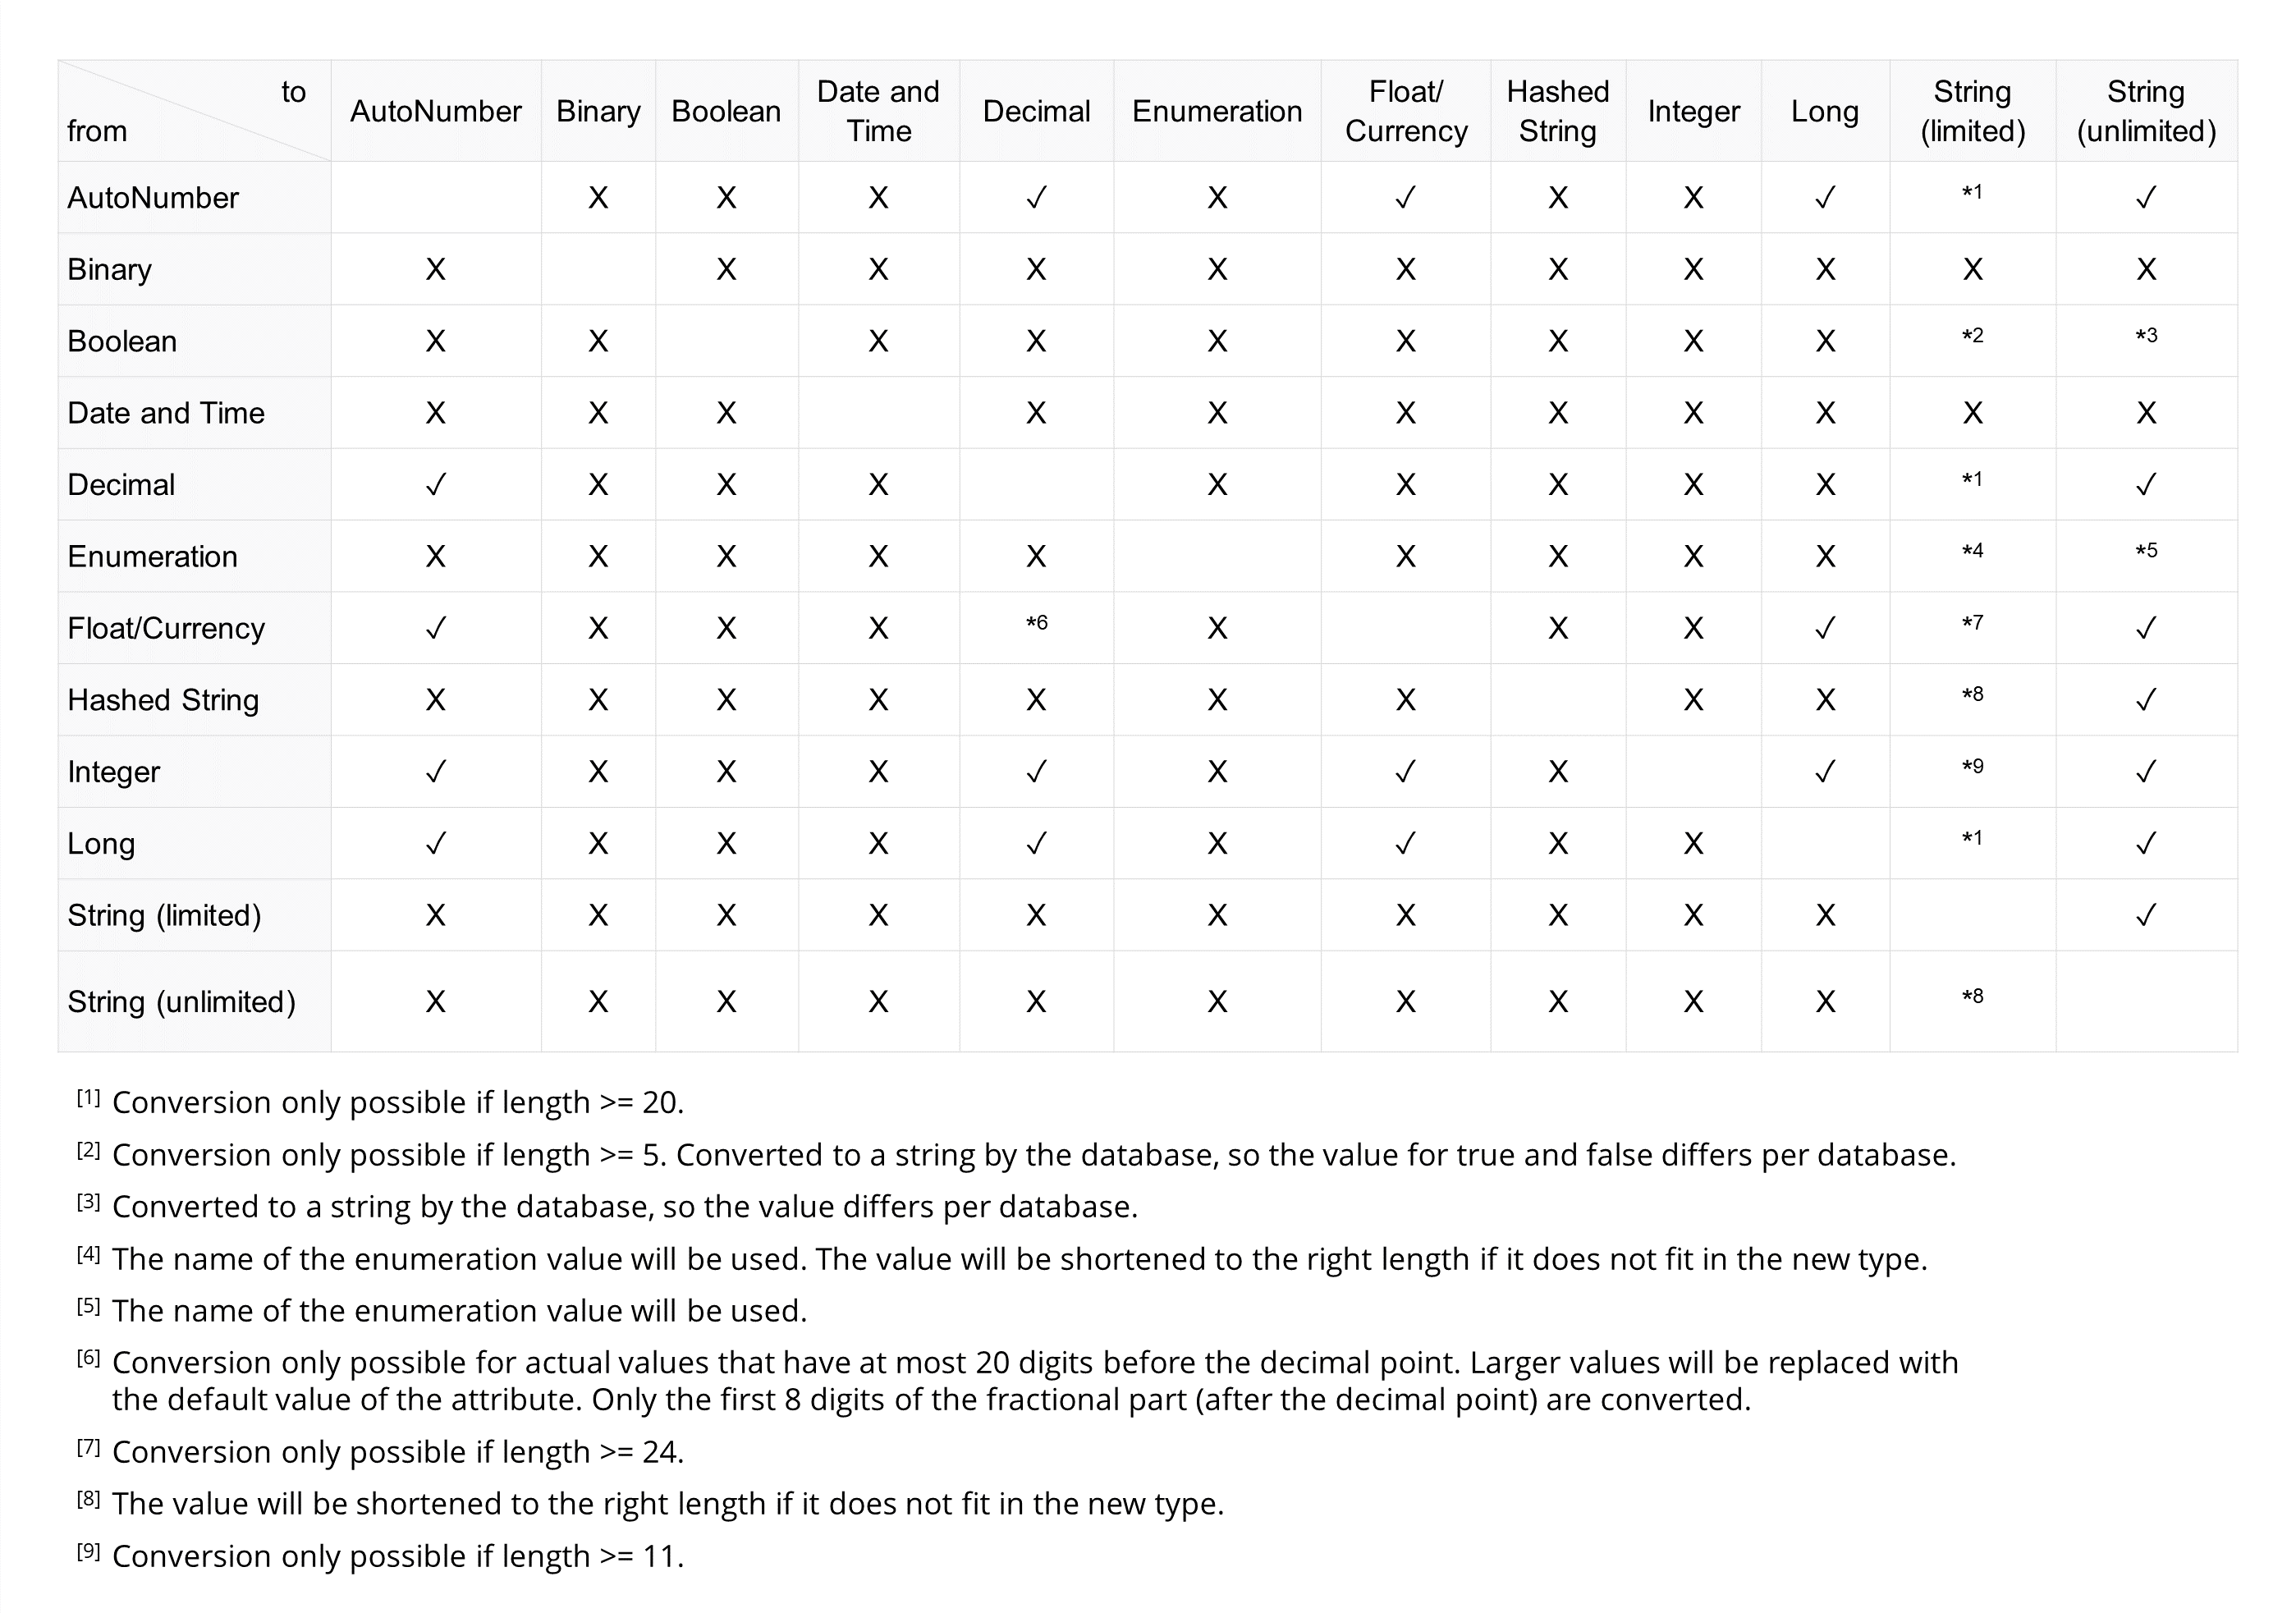 to
from
AutoNumber Binary Boolean Date and Time Decimal Enumeration Float/Currency Hashed String Integer Long String (limited) String (unlimited)
AutoNumber X X X ✓ X ✓ X X ✓ *1 ✓
Binary X X X X X X X X X X X
Boolean X X X X X X X X X *2 *3
Date and Time X X X X X X X X X X X
Decimal ✓ X X X X X X X X *1 ✓
Enumeration X X X X X X X X X *4 *5
Float/Currency ✓ X X X *6 X X X ✓ *7 ✓
Hashed String X X X X X X X X X *8 ✓
Integer ✓ X X X ✓ X ✓ X ✓ *9 ✓
Long ✓ X X X ✓ X ✓ X X *1 ✓
String (limited) X X X X X X X X X X ✓
String (unlimited) X X X X X X X X X X *8
[1] Conversion only possible if length >= 20.
[2] Conversion only possible if length >= 5. Converted to a string by the database, so the value for true and false differs per database.
[3] Converted to a string by the database, so the value differs per database.
[4] The name of the enumeration value will be used. The value will be shortened to the right length if it does not fit in the new type.
[5] The name of the enumeration value will be used.
[6] Conversion only possible for actual values that have at most 20 digits before the decimal point. Larger values will be replaced with
the default value of the attribute. Only the first 8 digits of the fractional part (after the decimal point) are converted.
[7] Conversion only possible if length >= 24.
[8] The value will be shortened to the right length if it does not fit in the new type.
[9] Conversion only possible if length >= 11.